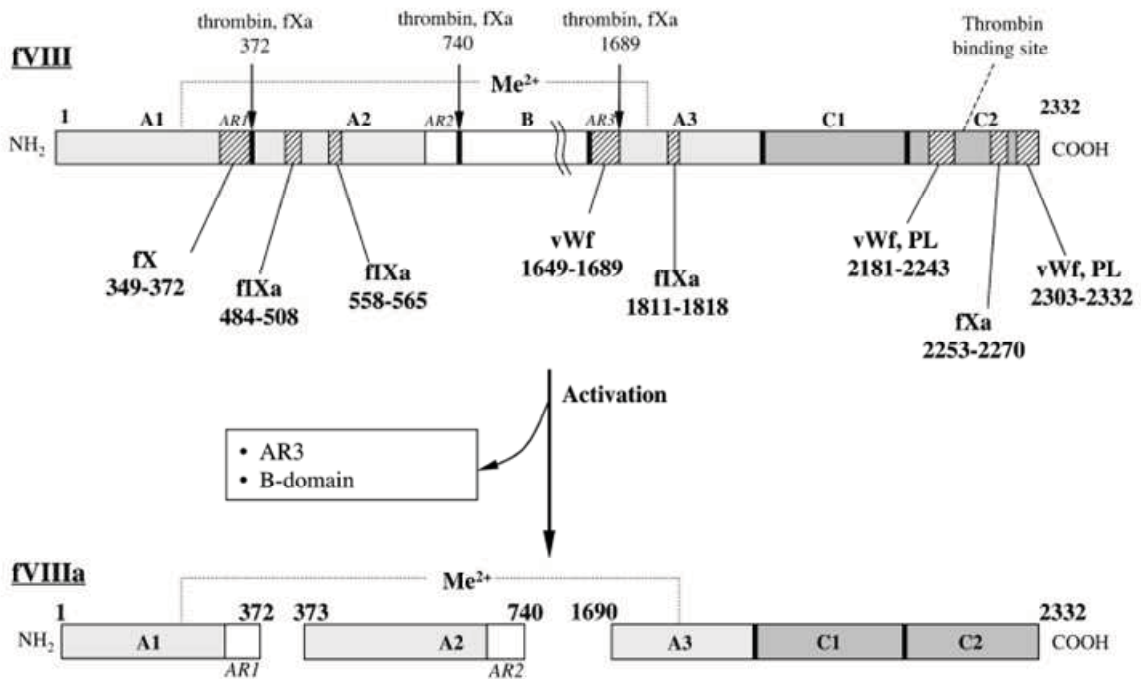 thrombin, fXa
372
thrombin, fXa
740
thrombin, fXa
1689
Thrombin
binding site
fVIII
Me2+
1
A1
AR1
A2
AR2
B
AR3
A3
C1
C2
2332
NH2
COOH
fX
349-372
fIXa
484-508
fIXa
558-565
vWf
1649-1689
fIXa
1811-1818
vWf, PL
2181-2243
fXa
2253-2270
vWf, PL
2303-2332
Activation
• AR3
• B-domain
fVIIIa
Me2+
1
372
373
740
1690
2332
NH2
A1
A2
A3
C1
C2
COOH
AR1
AR2